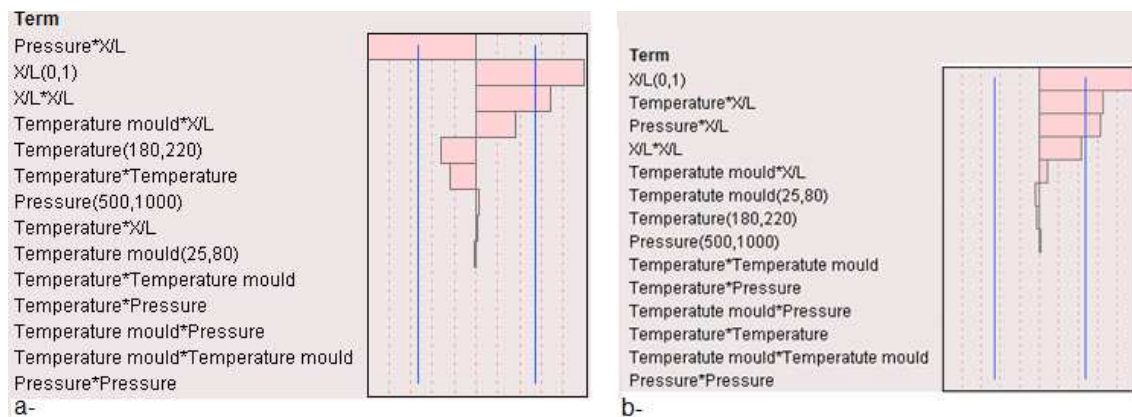 Term
Pressure*X/L
X/L(0,1)
X/L*X/L
Temperature mould*X/L
Temperature(180,220)
Temperature*Temperature
Pressure(500,1000)
Temperature*X/L
Temperature mould(25,80)
Temperature*Temperature mould
Temperature*Pressure
Temperature mould*Pressure
Temperature mould*Temperature mould
Pressure*Pressure
a-
Term
X/L(0,1)
Temperature*X/L
Pressure*X/L
X/L*X/L
Temperatute mould*X/L
Temperatute mould(25,80)
Temperature(180,220)
Pressure(500,1000)
Temperature*Temperatute mould
Temperature*Pressure
Temperatute mould*Pressure
Temperature*Temperature
Temperatute mould*Temperatute mould
Pressure*Pressure
b-